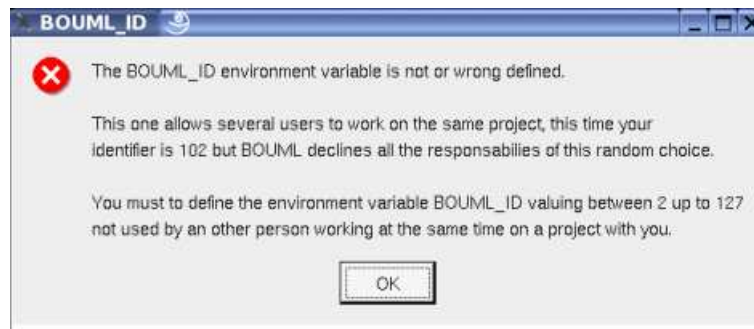 BOUML_ID
The BOUML_ID environment variable is not or wrong defined.
This one allows several users to work on the same project, this time your
identifier is 102 but BOUML declines all the responsabilies of this random choice.
You must to define the environment variable BOUML_ID valuing between 2 up to 127
not used by an other person working at the same time on a project with you.
OK